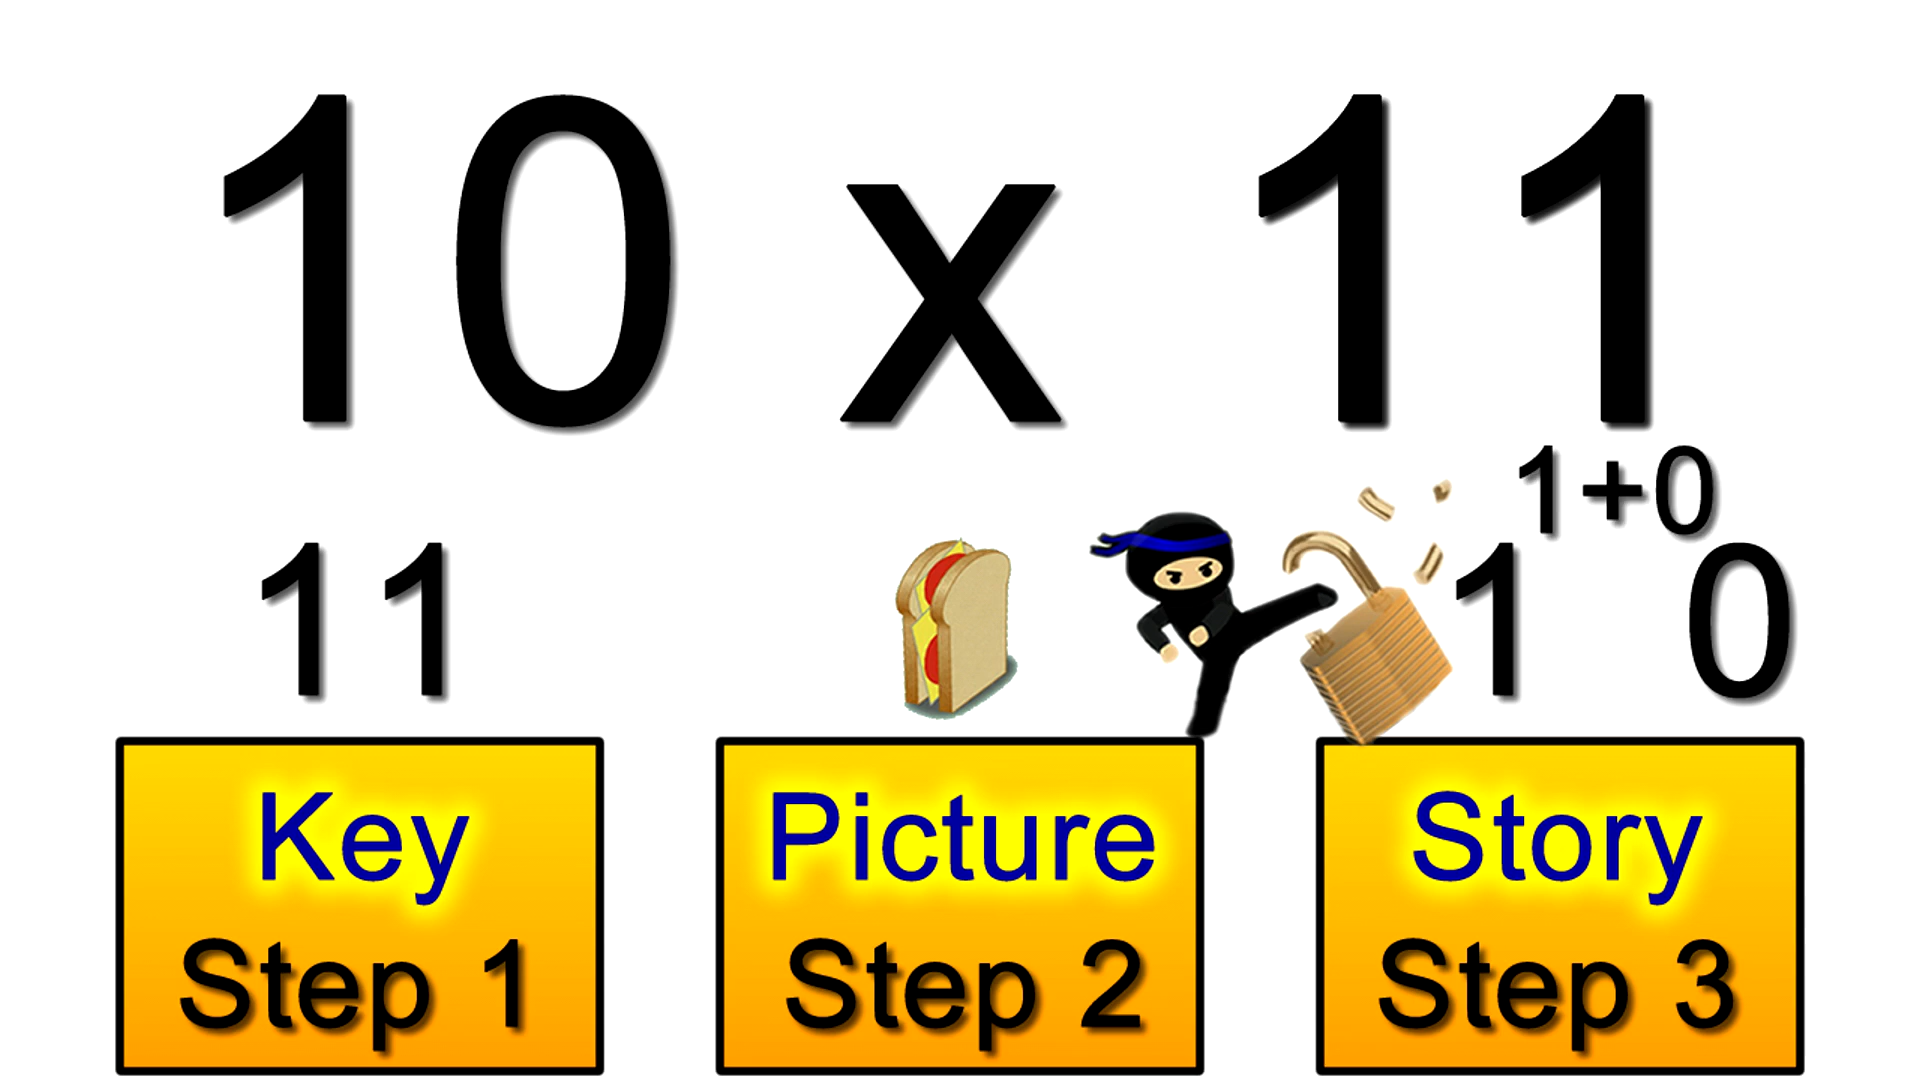 10 x 11
1+0
11 1 0
Key Picture Story
Step 1 Step 2 Step 3